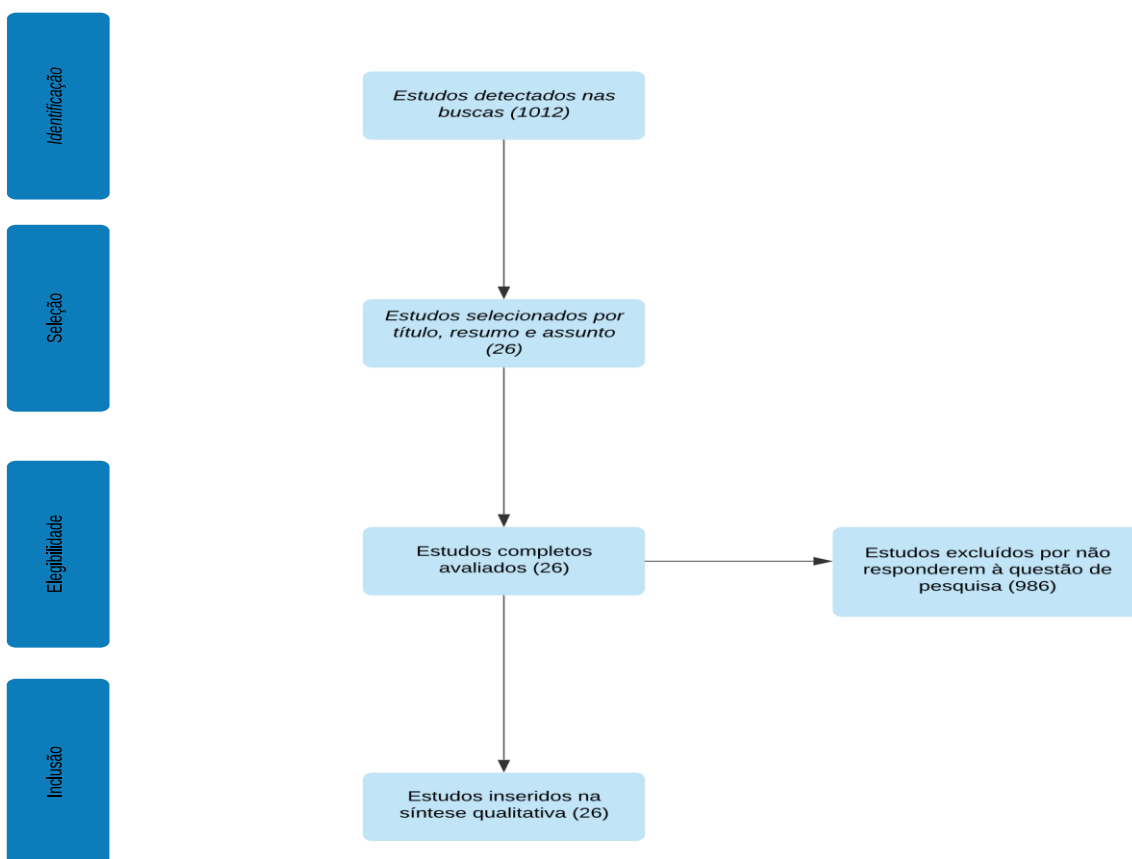 Identificação
Estudos detectados nas
buscas (1012)
Seleção
Estudos selecionados por
título, resumo e assunto
(26)
Elegibilidade
Estudos completos
avaliados (26)
Estudos excluídos por não
responderem à questão de
pesquisa (986)
Inclusão
Estudos inseridos na
síntese qualitativa (26)